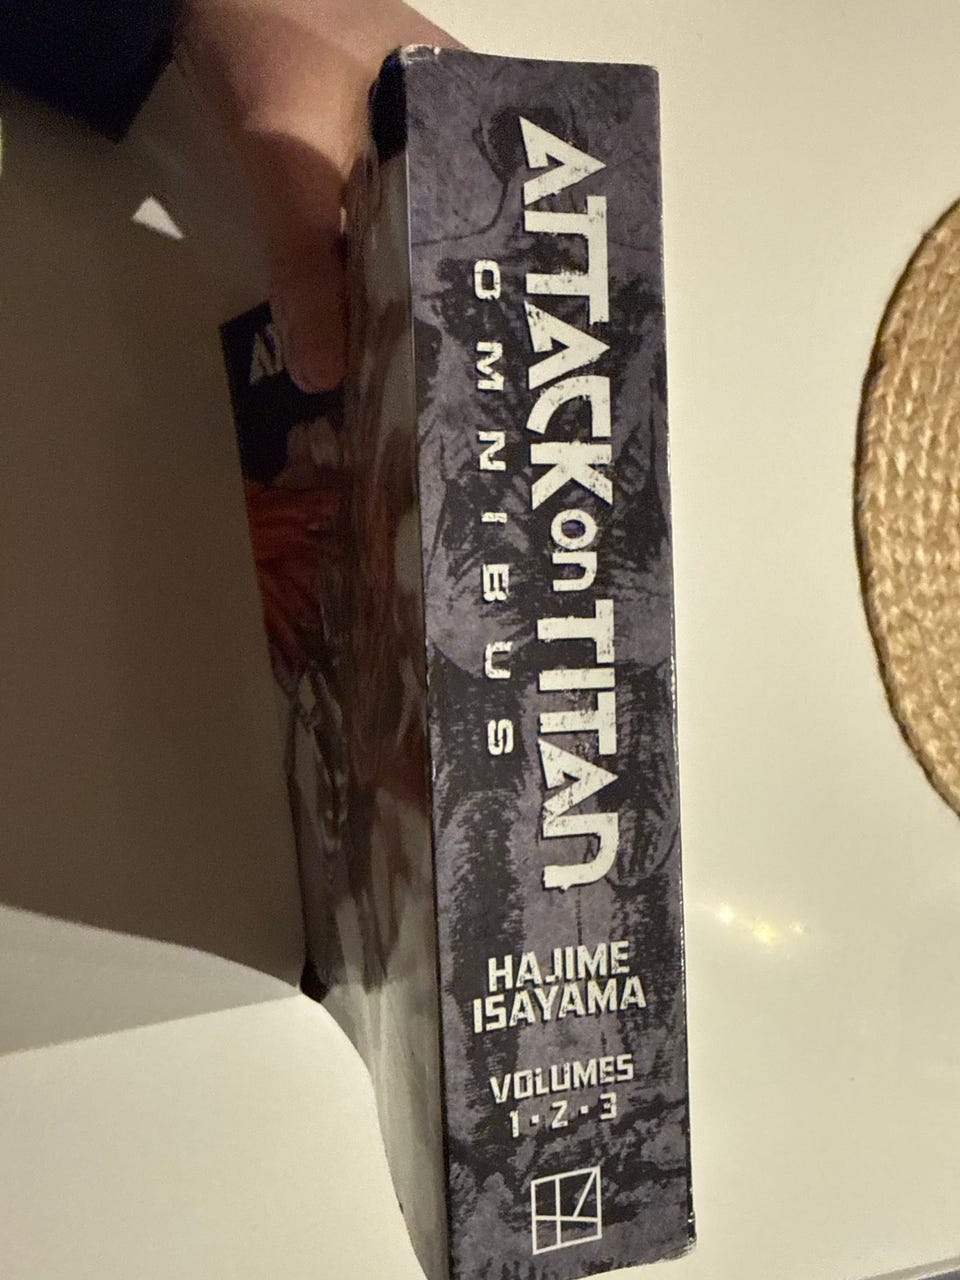 ATTACK on TITAN
OMNIBUS
HAJIME
ISAYAMA
VOLUMES
1・2・3